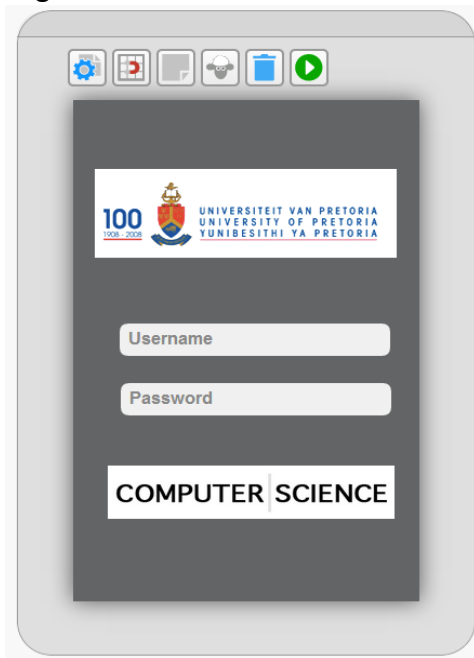 100
1908 - 2008
UNIVERSITEIT VAN PRETORIA
UNIVERSITY OF PRETORIA
YUNIBESITHI YA PRETORIA
Username
Password
COMPUTER SCIENCE